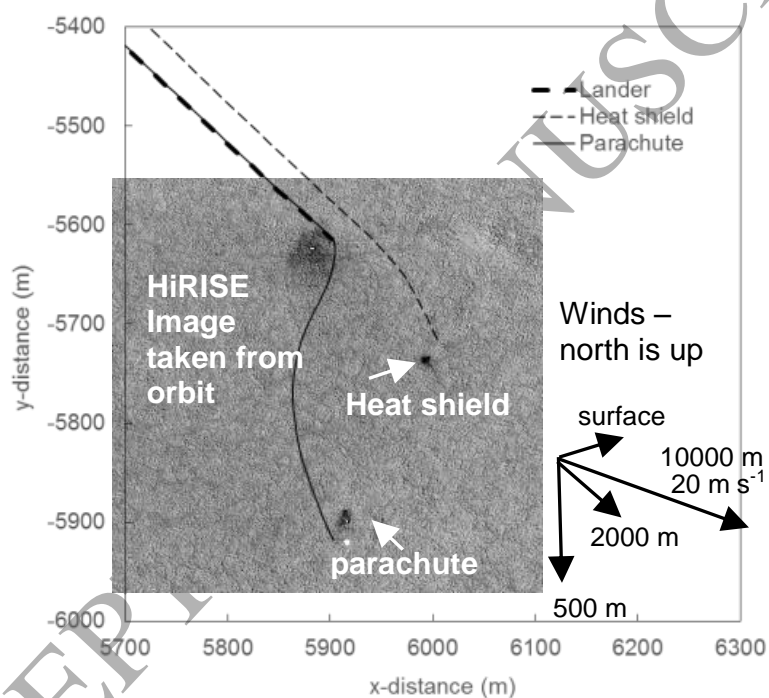 -5400
-5500
-5600
-5700
-5800
-5900
-6000
y-distance (m)
Lander
Heat shield
Parachute
HiRISE
Image
taken from
orbit
Heat shield
parachute
Winds –
north is up
surface
10000 m
20 m s-1
2000 m
500 m
5700 5800 5900 6000 6100 6200 6300
x-distance (m)